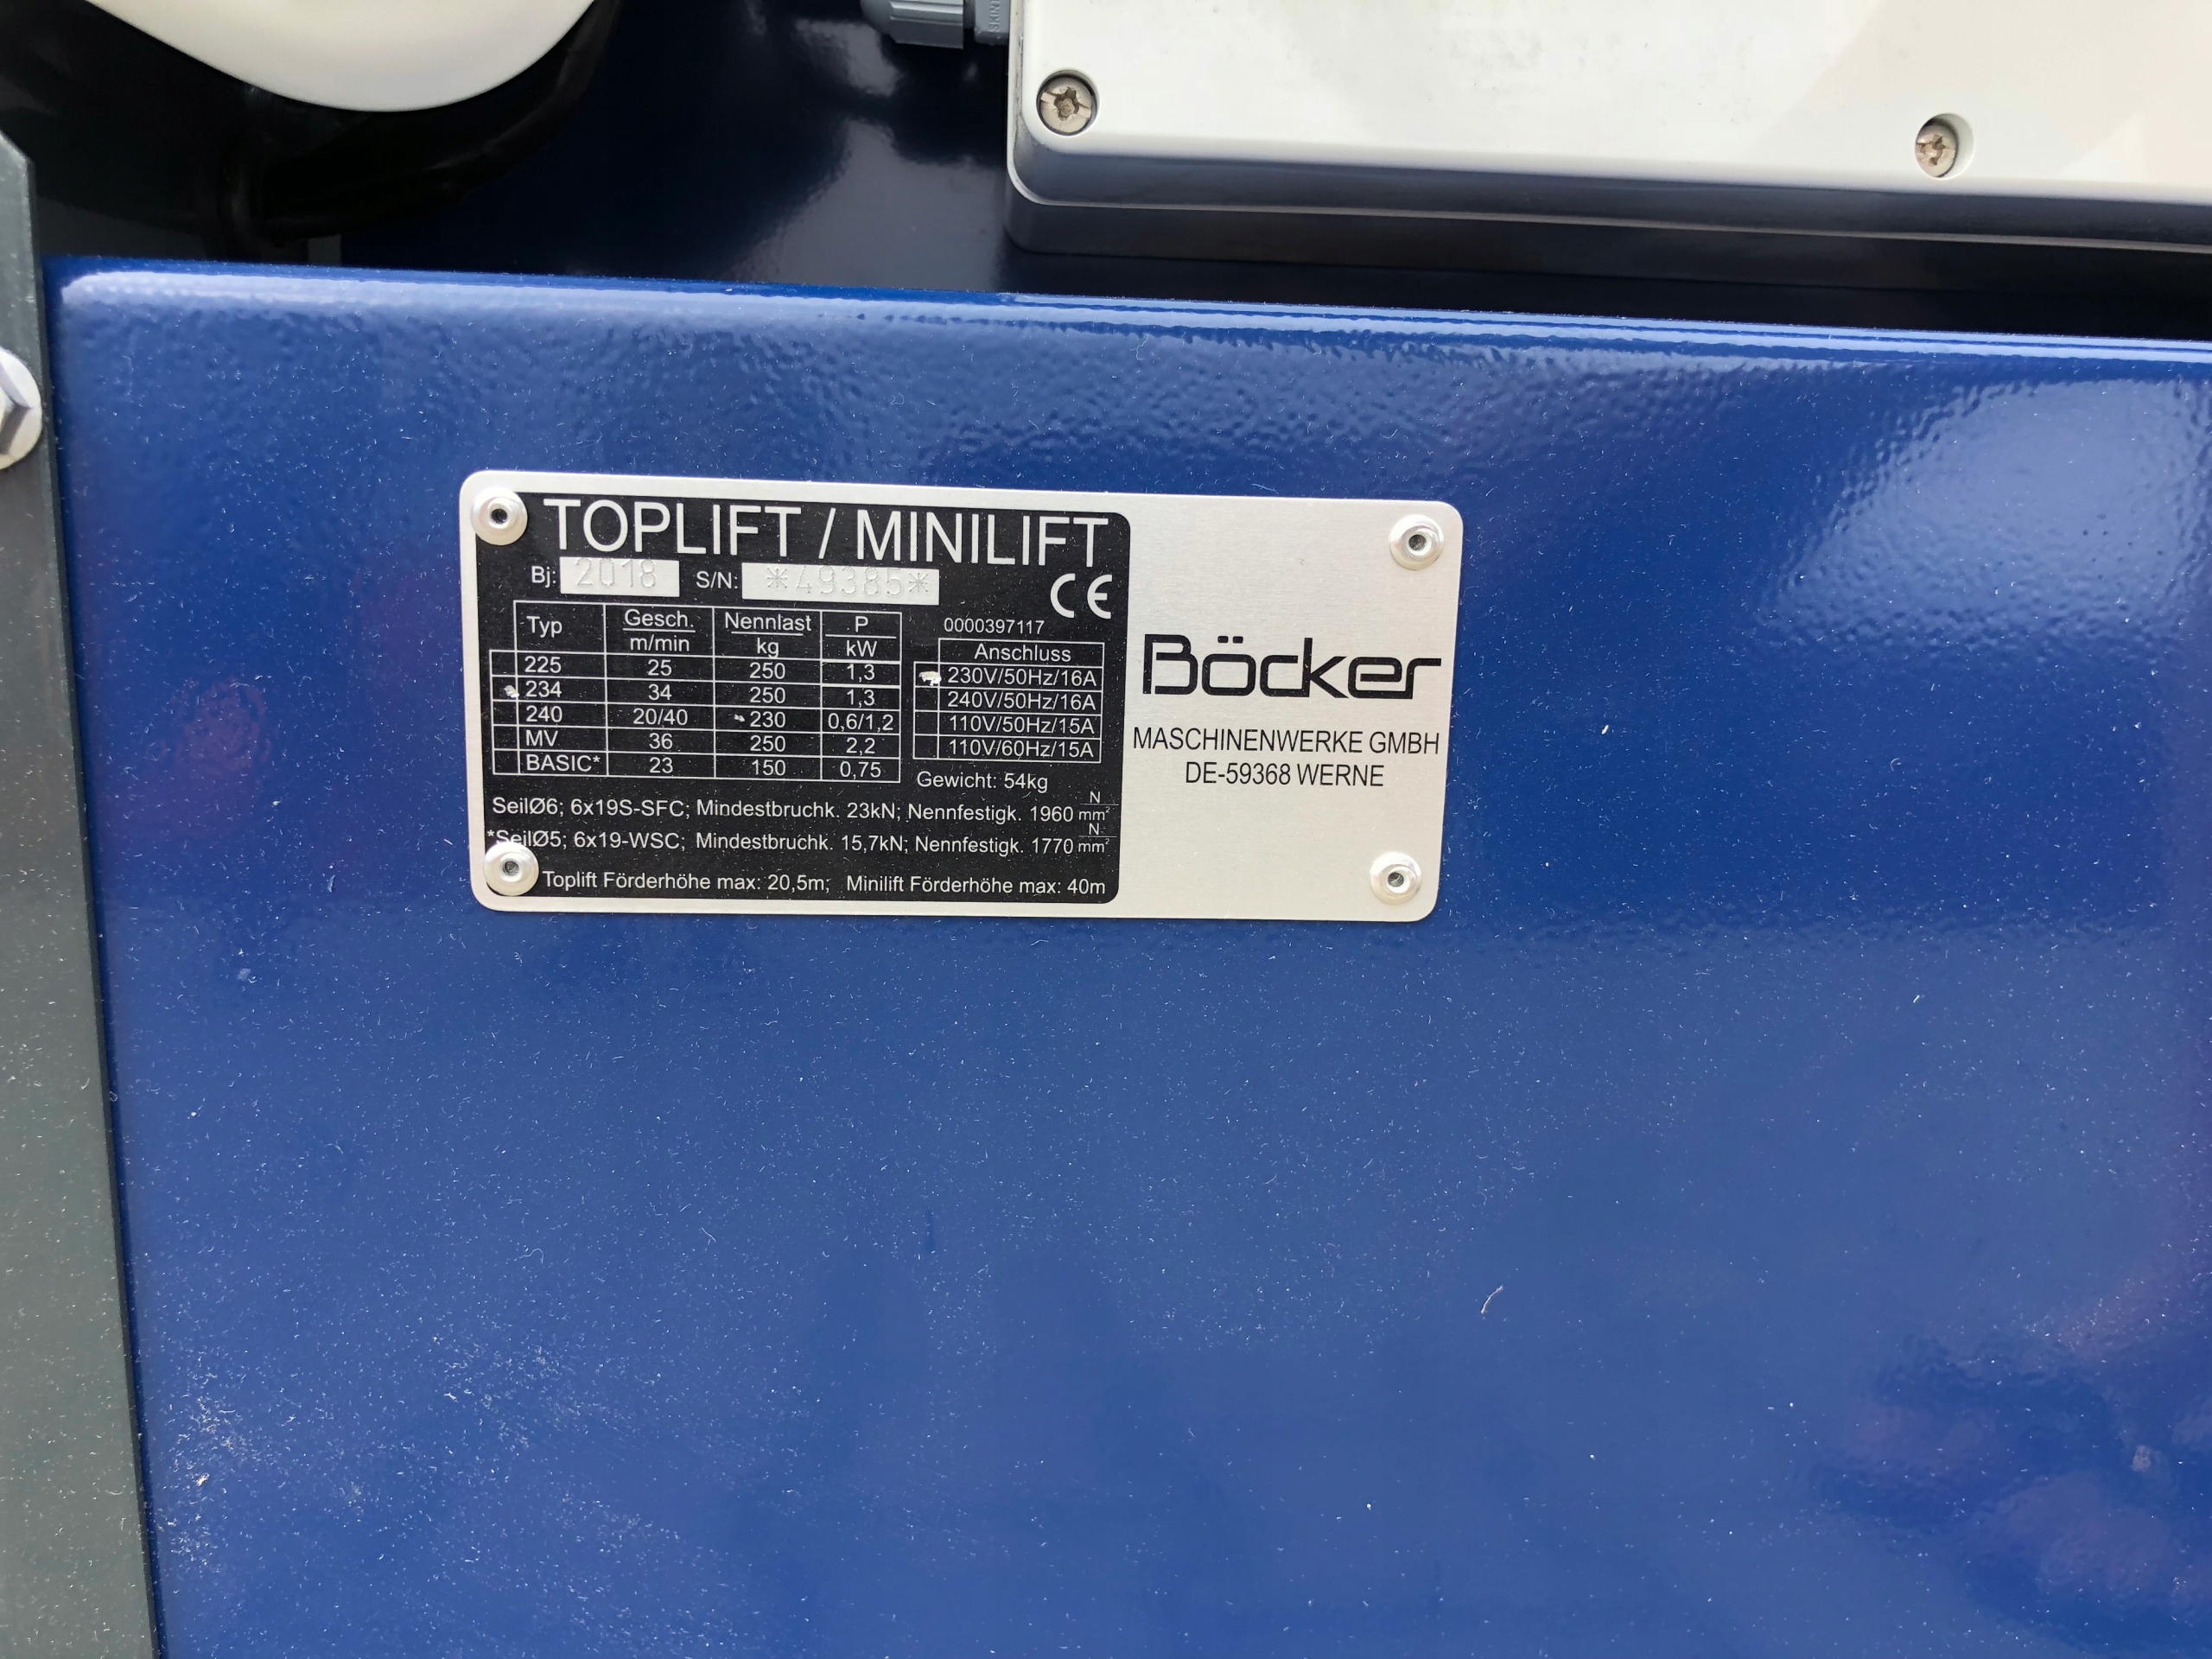 TOPLIFT / MINILIFT
Bj: 2018 S/N: *49385*
CE
0000397117
Typ Gesch. m/min Nennlast kg P kW
225 25 250 1,3
234 34 250 1,3
240 20/40 230 0,6/1,2
MV 36 250 2,2
BASIC* 23 150 0,75
Anschluss
230V/50Hz/16A
240V/50Hz/16A
110V/50Hz/15A
110V/60Hz/15A
Gewicht: 54kg
SeilØ6; 6x19S-SFC; Mindestbruchk. 23kN; Nennfestigk. 1960 N/mm²
*SeilØ5; 6x19-WSC; Mindestbruchk. 15,7kN; Nennfestigk. 1770 N/mm²
Toplift Förderhöhe max: 20,5m; Minilift Förderhöhe max: 40m
Böcker
MASCHINENWERKE GMBH
DE-59368 WERNE